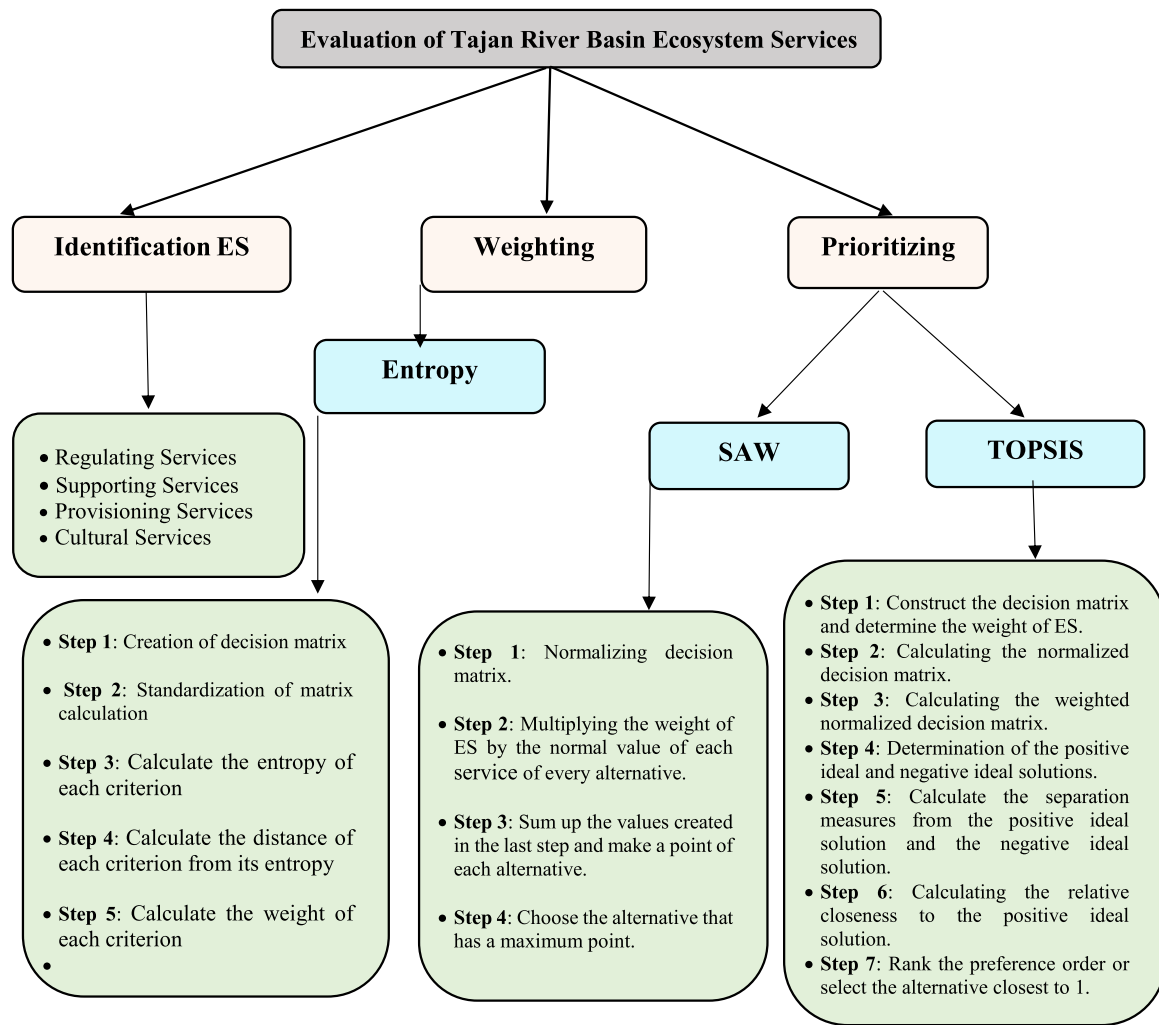 Evaluation of Tajan River Basin Ecosystem Services
Identification ES
Weighting
Prioritizing
Entropy
SAW
TOPSIS
• Regulating Services
• Supporting Services
• Provisioning Services
• Cultural Services
• Step 1: Creation of decision matrix
• Step 2: Standardization of matrix
calculation
• Step 3: Calculate the entropy of
each criterion
• Step 4: Calculate the distance of
each criterion from its entropy
• Step 5: Calculate the weight of
each criterion
•
• Step 1: Normalizing decision
matrix.
• Step 2: Multiplying the weight of
ES by the normal value of each
service of every alternative.
• Step 3: Sum up the values created
in the last step and make a point of
each alternative.
• Step 4: Choose the alternative that
has a maximum point.
• Step 1: Construct the decision matrix
and determine the weight of ES.
• Step 2: Calculating the normalized
decision matrix.
• Step 3: Calculating the weighted
normalized decision matrix.
• Step 4: Determination of the positive
ideal and negative ideal solutions.
• Step 5: Calculate the separation
measures from the positive ideal
solution and the negative ideal
solution.
• Step 6: Calculating the relative
closeness to the positive ideal
solution.
• Step 7: Rank the preference order or
select the alternative closest to 1.